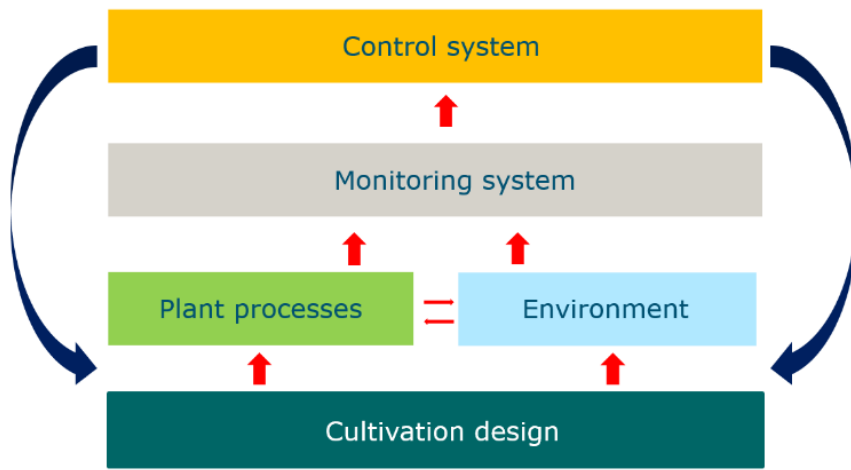 Control system
Monitoring system
Plant processes
Environment
Cultivation design